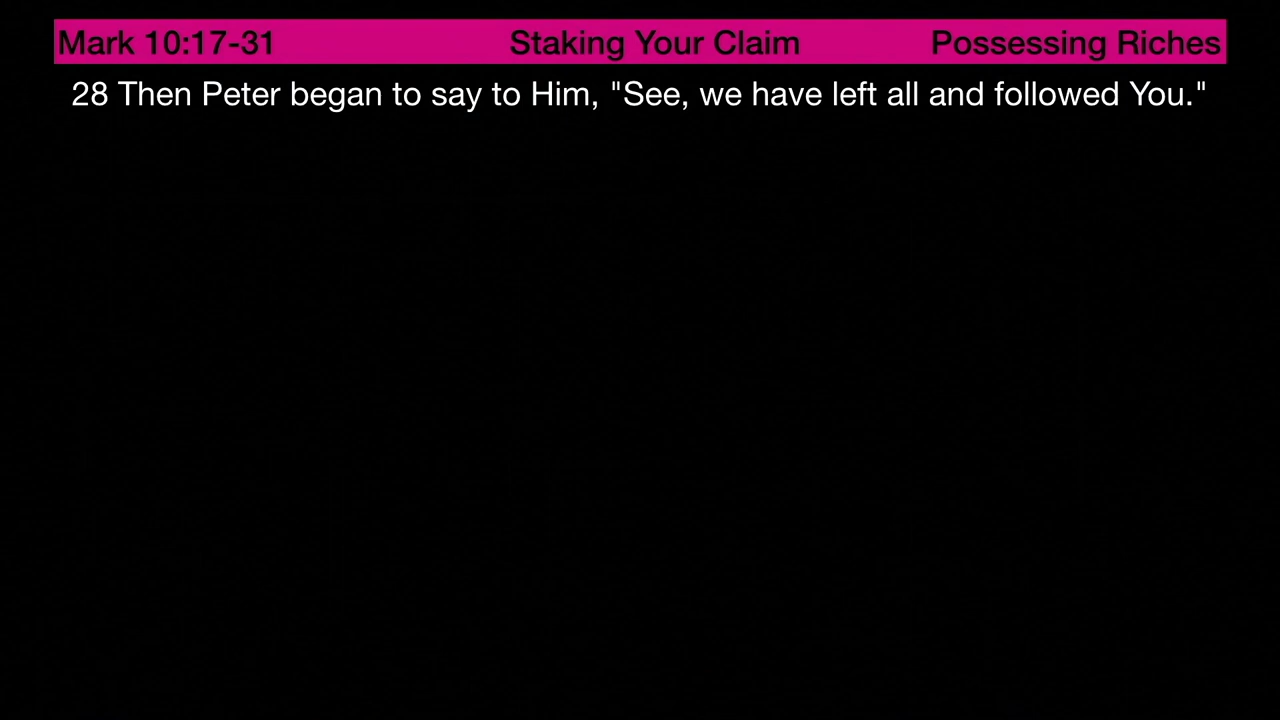 Mark 10:17-31 Staking Your Claim Possessing Riches
28 Then Peter began to say to Him, "See, we have left all and followed You."